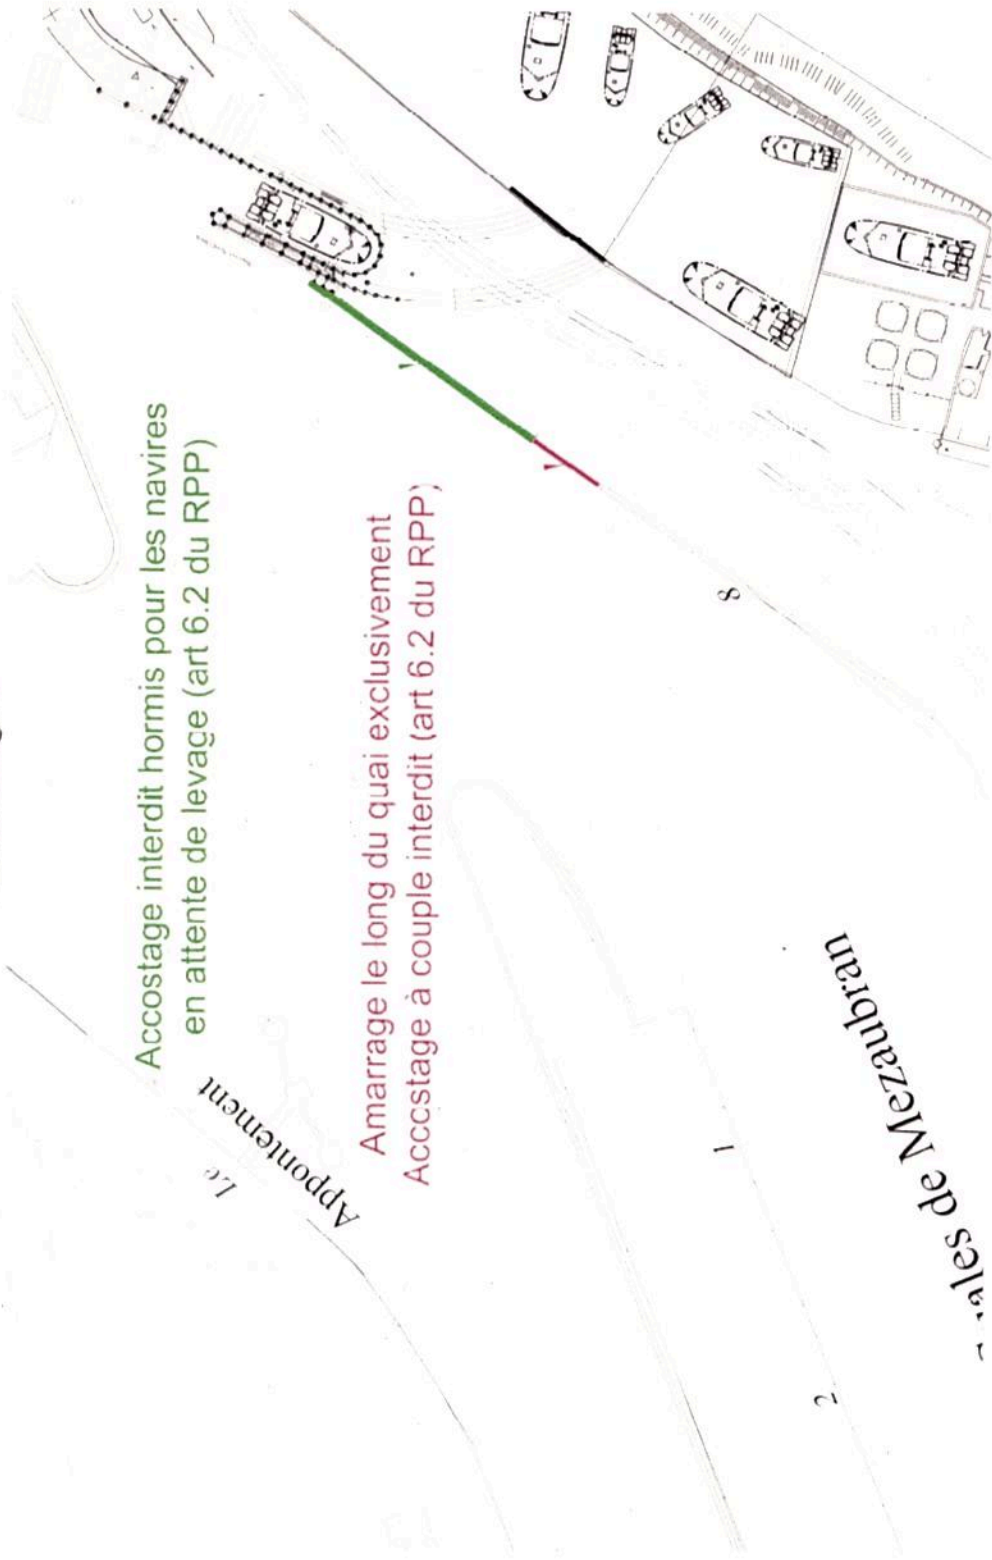 Accostage interdit hormis pour les navires
en attente de levage (art 6.2 du RPP)
Amarrage le long du quai exclusivement
Acccstage à couple interdit (art 6.2 du RPP)
Le
Appontement
8
1
2
de Mezaubran